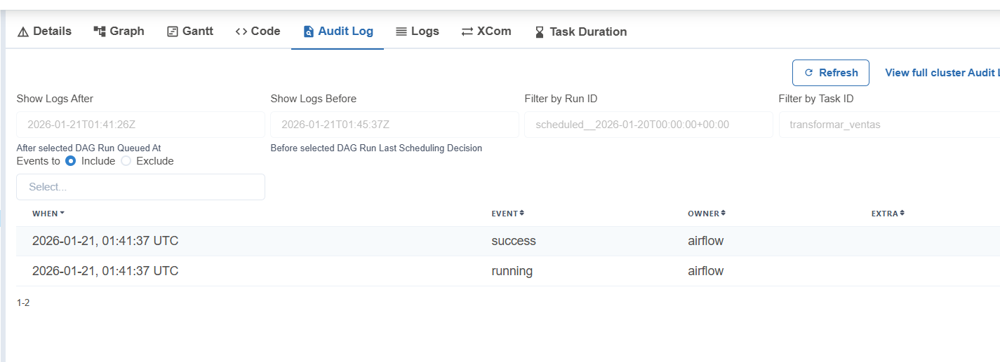 Details Graph Gantt Code Audit Log Logs XCom Task Duration
Refresh View full cluster Audit
Show Logs After Show Logs Before Filter by Run ID Filter by Task ID
2026-01-21T01:41:26Z 2026-01-21T01:45:37Z scheduled__2026-01-20T00:00:00+00:00 transformar_ventas
After selected DAG Run Queued At Before selected DAG Run Last Scheduling Decision
Events to Include Exclude
Select...
WHEN EVENT OWNER EXTRA
2026-01-21, 01:41:37 UTC success airflow
2026-01-21, 01:41:37 UTC running airflow
1-2